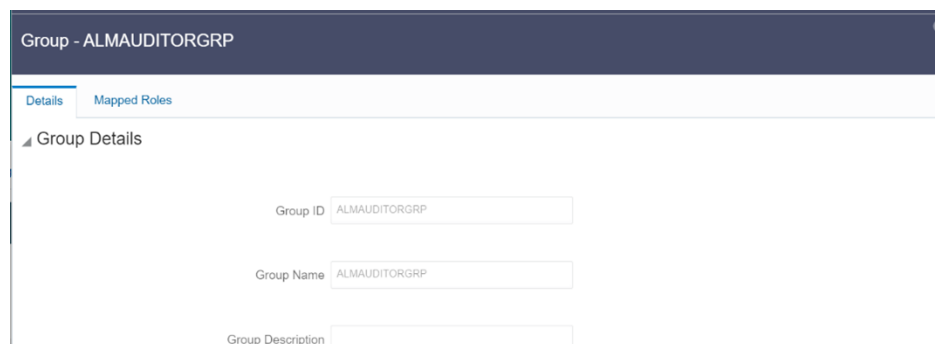 Group - ALMAUDITORGRP
Details Mapped Roles
Group Details
Group ID ALMAUDITORGRP
Group Name ALMAUDITORGRP
Group Description